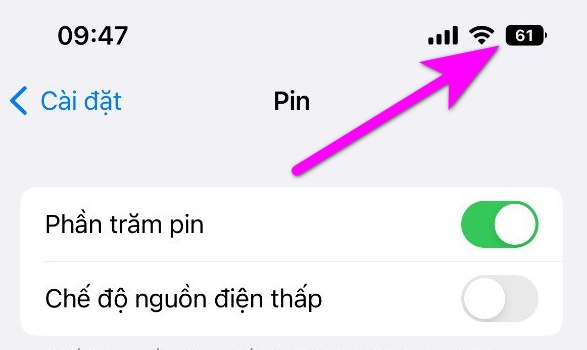 09:47 61
Cài đặt Pin
Phần trăm pin
Chế độ nguồn điện thấp